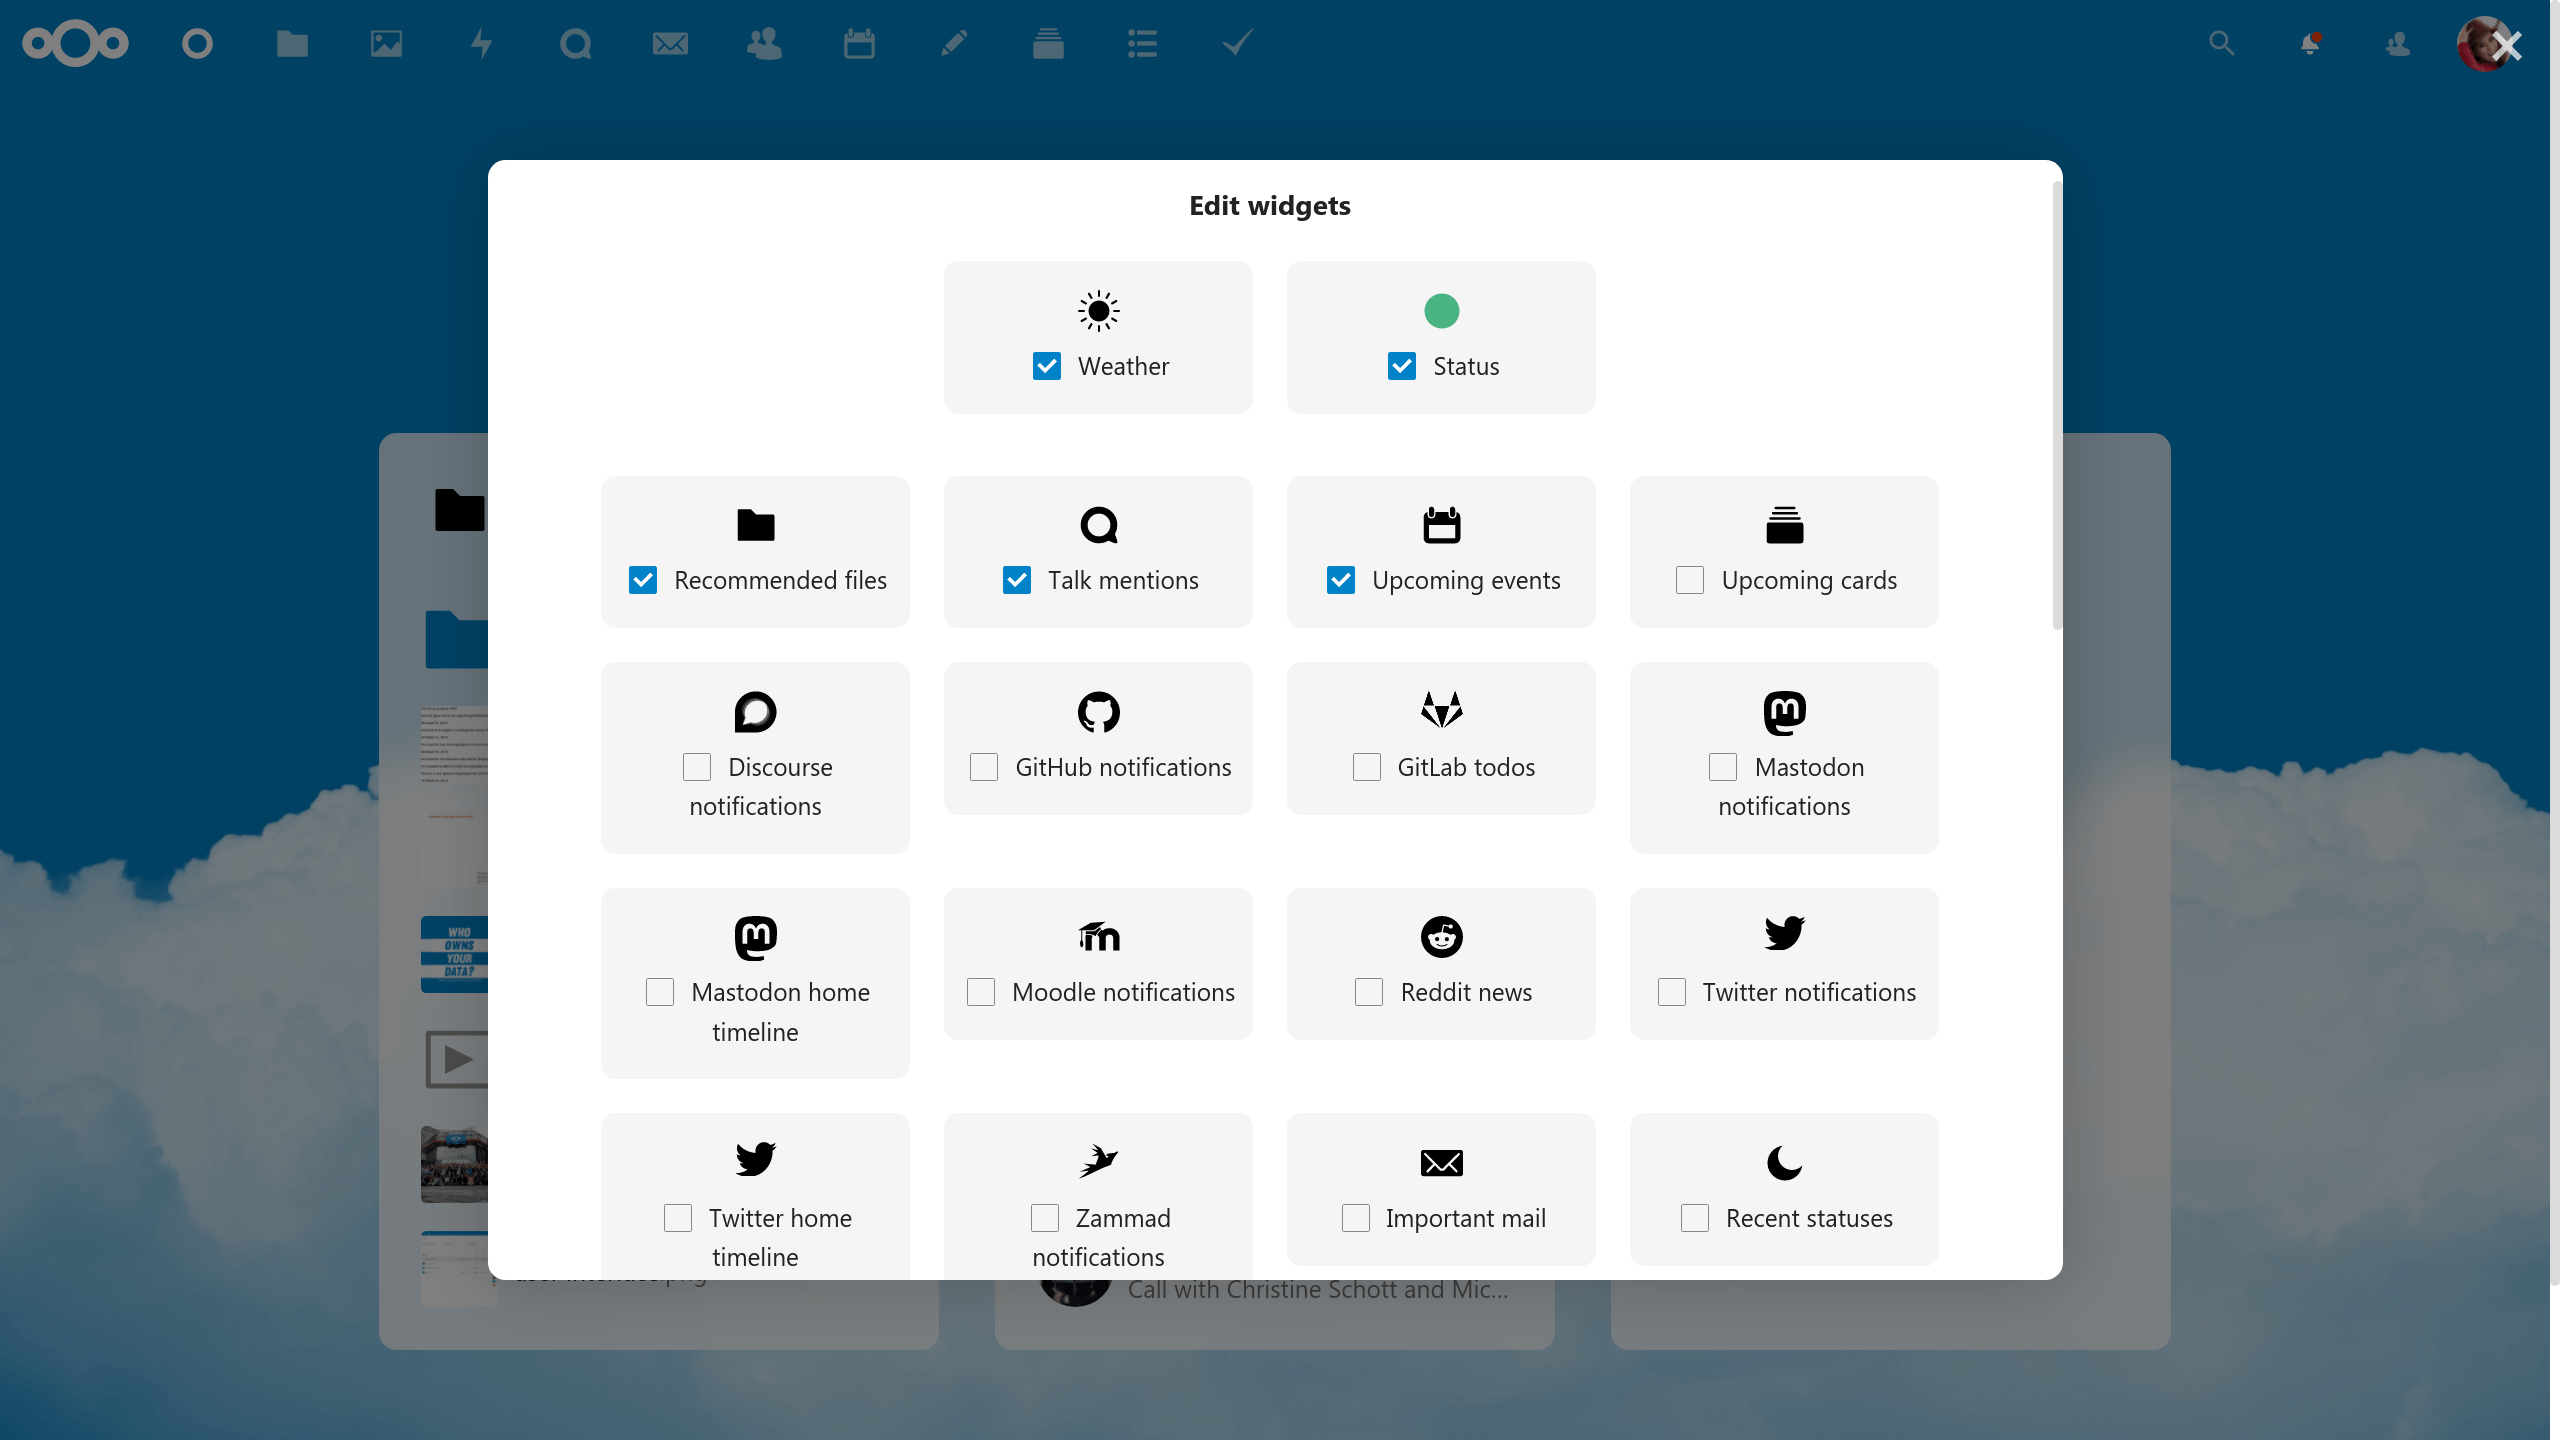 Edit widgets
Weather
Status
Recommended files
Talk mentions
Upcoming events
Upcoming cards
Discourse
notifications
GitHub notifications
GitLab todos
Mastodon
notifications
Mastodon home
timeline
Moodle notifications
Reddit news
Twitter notifications
WHO
OWNS
YOUR
DATA?
Twitter home
timeline
Zammad
notifications
Important mail
Recent statuses
Call with Christine Schott and Mic...